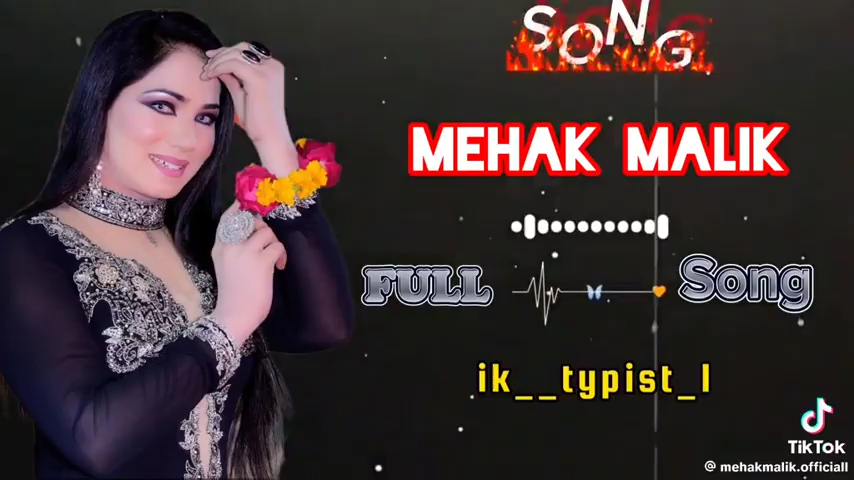 SONG
MEHAK MALIK
FULL Song
ik__typist_l
TikTok
@ mehakmalik.officiall